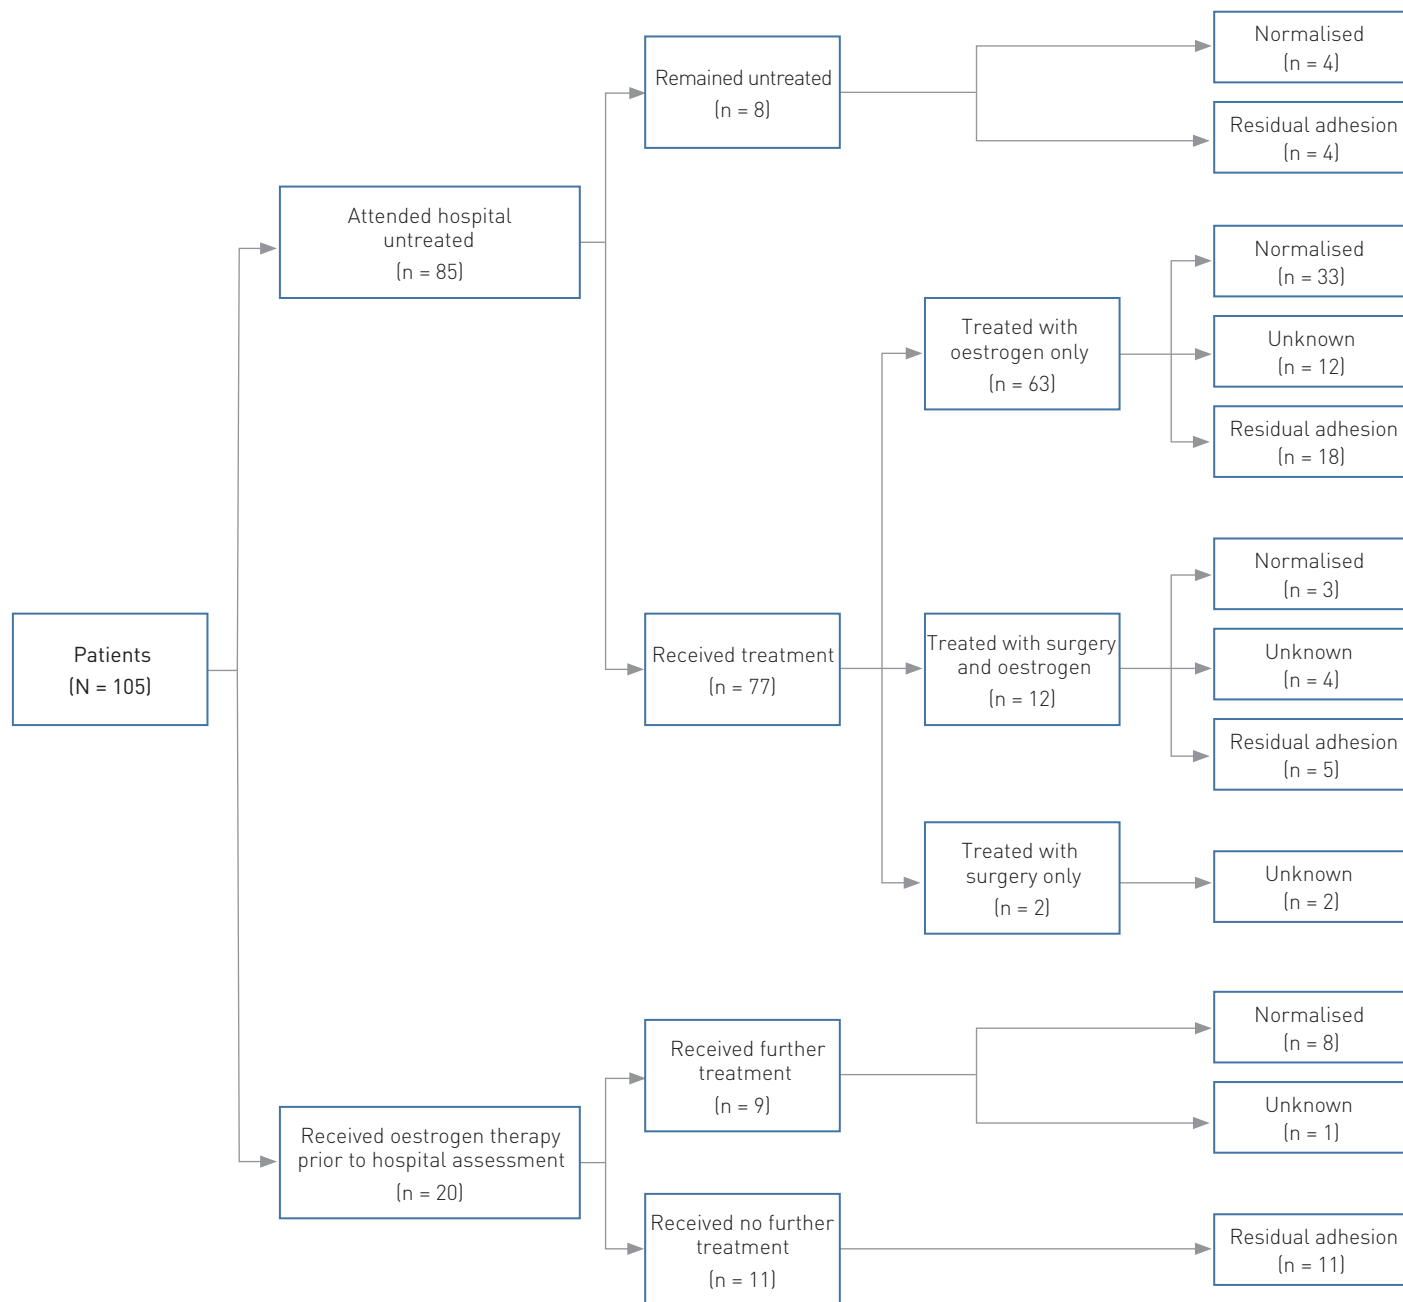 Patients
(N = 105)
Attended hospital
untreated
(n = 85)
Received oestrogen therapy
prior to hospital assessment
(n = 20)
Remained untreated
(n = 8)
Received treatment
(n = 77)
Received further
treatment
(n = 9)
Received no further
treatment
(n = 11)
Treated with
oestrogen only
(n = 63)
Treated with surgery
and oestrogen
(n = 12)
Treated with
surgery only
(n = 2)
Normalised
(n = 4)
Residual adhesion
(n = 4)
Normalised
(n = 33)
Unknown
(n = 12)
Residual adhesion
(n = 18)
Normalised
(n = 3)
Unknown
(n = 4)
Residual adhesion
(n = 5)
Unknown
(n = 2)
Normalised
(n = 8)
Unknown
(n = 1)
Residual adhesion
(n = 11)